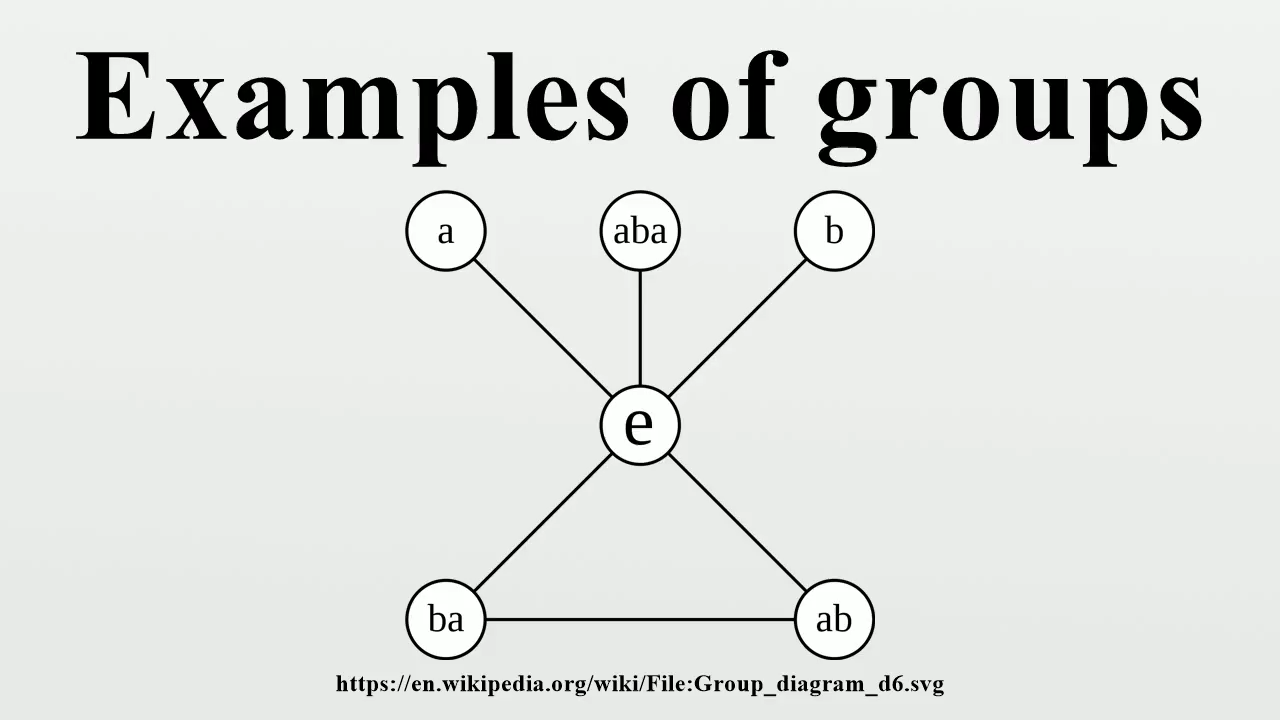 Examples of groups
a aba b
e
ba ab
https://en.wikipedia.org/wiki/File:Group_diagram_d6.svg